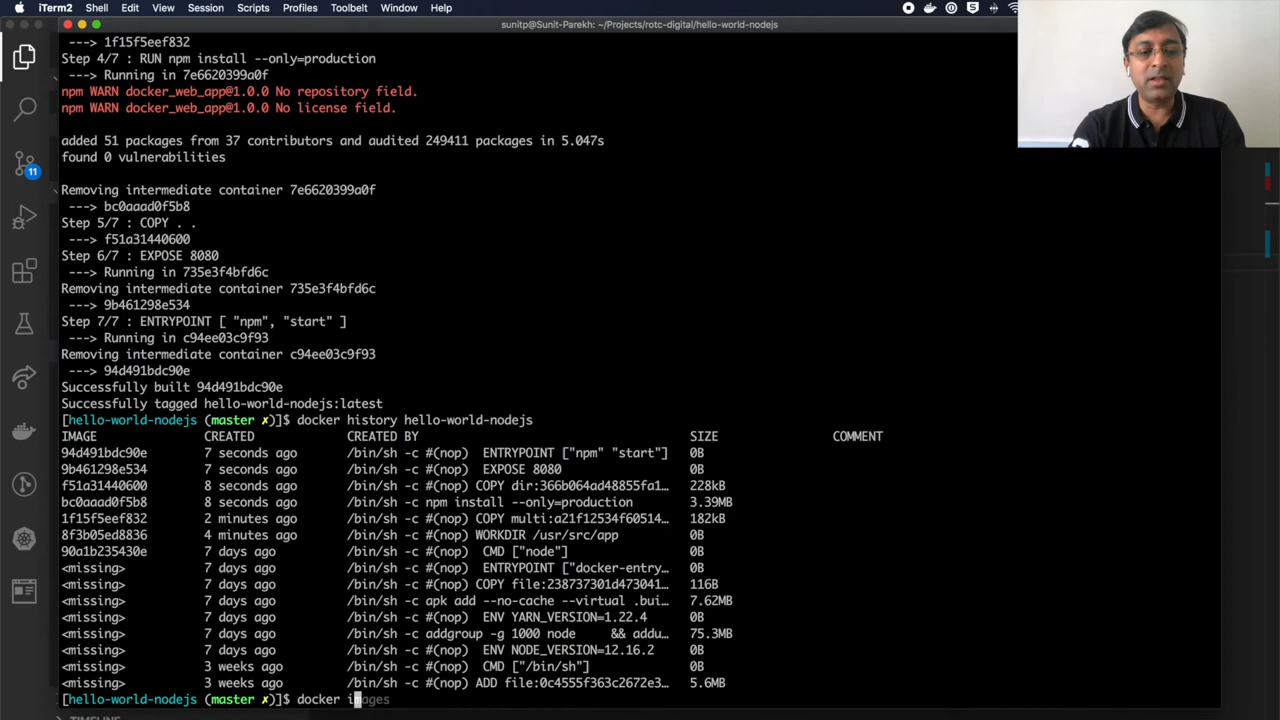 iTerm2 Shell Edit View Session Scripts Profiles Toolbelt Window Help
sunitp@Sunit-Parekh: ~/Projects/rotc-digital/hello-world-nodejs
---> 1f15f5eef832
Step 4/7 : RUN npm install --only=production
---> Running in 7e6620399a0f
npm WARN docker_web_app@1.0.0 No repository field.
npm WARN docker_web_app@1.0.0 No license field.
added 51 packages from 37 contributors and audited 249411 packages in 5.047s
found 0 vulnerabilities
Removing intermediate container 7e6620399a0f
---> bc0aaad0f5b8
Step 5/7 : COPY . .
---> f51a31440600
Step 6/7 : EXPOSE 8080
---> Running in 735e3f4bfd6c
Removing intermediate container 735e3f4bfd6c
---> 9b461298e534
Step 7/7 : ENTRYPOINT [ "npm", "start" ]
---> Running in c94ee03c9f93
Removing intermediate container c94ee03c9f93
---> 94d491bdc90e
Successfully built 94d491bdc90e
Successfully tagged hello-world-nodejs:latest
[hello-world-nodejs (master ✗)]$ docker history hello-world-nodejs
IMAGE CREATED CREATED BY SIZE COMMENT
94d491bdc90e 7 seconds ago /bin/sh -c #(nop) ENTRYPOINT ["npm" "start"] 0B
9b461298e534 7 seconds ago /bin/sh -c #(nop) EXPOSE 8080 0B
f51a31440600 8 seconds ago /bin/sh -c #(nop) COPY dir:366b064ad48855fa1… 228kB
bc0aaad0f5b8 8 seconds ago /bin/sh -c npm install --only=production 3.39MB
1f15f5eef832 2 minutes ago /bin/sh -c #(nop) COPY multi:a21f12534f60514… 182kB
8f3b05ed8836 4 minutes ago /bin/sh -c #(nop) WORKDIR /usr/src/app 0B
90a1b235430e 7 days ago /bin/sh -c #(nop) CMD ["node"] 0B
<missing> 7 days ago /bin/sh -c #(nop) ENTRYPOINT ["docker-entry… 0B
<missing> 7 days ago /bin/sh -c #(nop) COPY file:238737301d473041… 116B
<missing> 7 days ago /bin/sh -c apk add --no-cache --virtual .bui… 7.62MB
<missing> 7 days ago /bin/sh -c #(nop) ENV YARN_VERSION=1.22.4 0B
<missing> 7 days ago /bin/sh -c addgroup -g 1000 node && addu… 75.3MB
<missing> 7 days ago /bin/sh -c #(nop) ENV NODE_VERSION=12.16.2 0B
<missing> 3 weeks ago /bin/sh -c #(nop) CMD ["/bin/sh"] 0B
<missing> 3 weeks ago /bin/sh -c #(nop) ADD file:0c4555f363c2672e3… 5.6MB
[hello-world-nodejs (master ✗)]$ docker images
11
TIMELINE